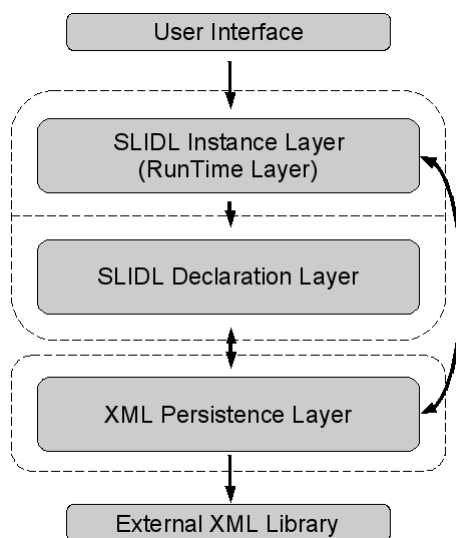 User Interface
SLIDL Instance Layer
(RunTime Layer)
SLIDL Declaration Layer
XML Persistence Layer
External XML Library